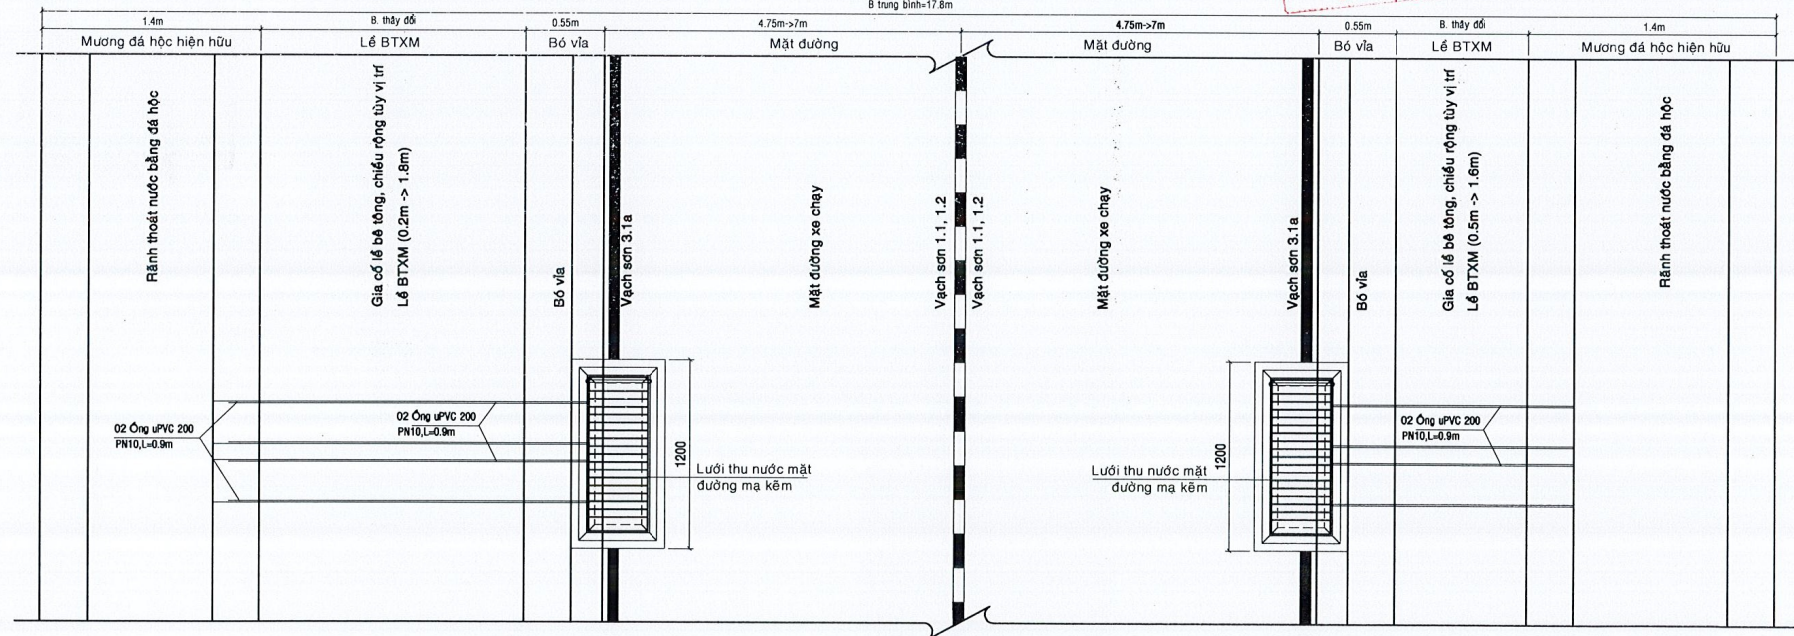 B trung bình=17.8m
1.4m
B. thây đổi
0.55m
4.75m->7m
4.75m->7m
0.55m
B. thây đổi
1.4m
Mương đá hộc hiện hữu
Lề BTXM
Bó vỉa
Mặt đường
Mặt đường
Bó vỉa
Lề BTXM
Mương đá hộc hiện hữu
Rãnh thoát nước bằng đá hộc
Gia cố lề bê tông, chiều rộng tùy vị trí
Lề BTXM (0.2m -> 1.8m)
Bó vỉa
Vạch sơn 3.1a
Mặt đường xe chạy
Vạch sơn 1.1, 1.2
Vạch sơn 1.1, 1.2
Mặt đường xe chạy
Vạch sơn 3.1a
Bó vỉa
Gia cố lề bê tông, chiều rộng tùy vị trí
Lề BTXM (0.5m -> 1.6m)
Rãnh thoát nước bằng đá hộc
02 Ống uPVC 200
PN10,L=0.9m
02 Ống uPVC 200
PN10,L=0.9m
1200
Lưới thu nước mặt
đường mạ kẽm
Lưới thu nước mặt
đường mạ kẽm
1200
02 Ống uPVC 200
PN10,L=0.9m